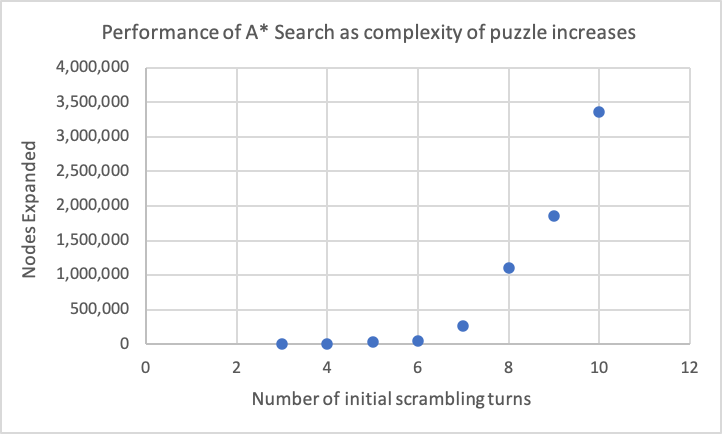 Performance of A* Search as complexity of puzzle increases
4,000,000
3,500,000
3,000,000
2,500,000
2,000,000
1,500,000
1,000,000
500,000
0
Nodes Expanded
0 2 4 6 8 10 12
Number of initial scrambling turns